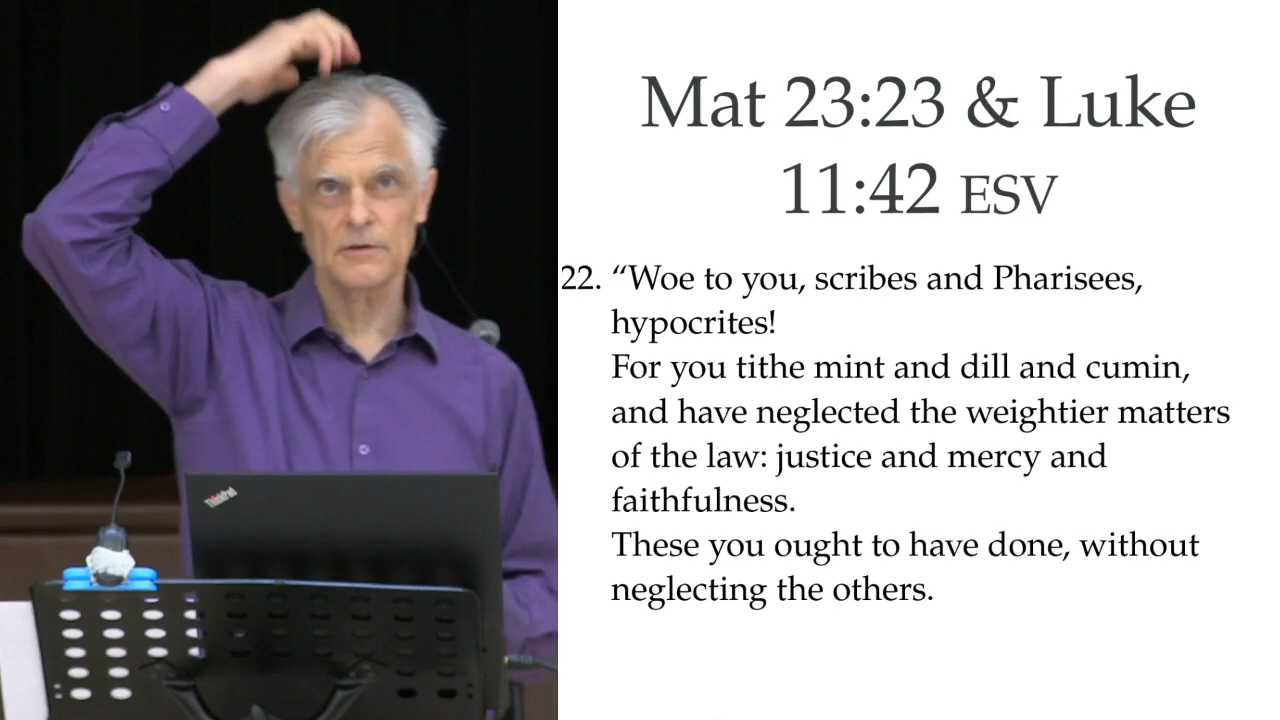 Mat 23:23 & Luke
11:42 ESV
22. “Woe to you, scribes and Pharisees,
hypocrites!
For you tithe mint and dill and cumin,
and have neglected the weightier matters
of the law: justice and mercy and
faithfulness.
These you ought to have done, without
neglecting the others.
ThinkPad